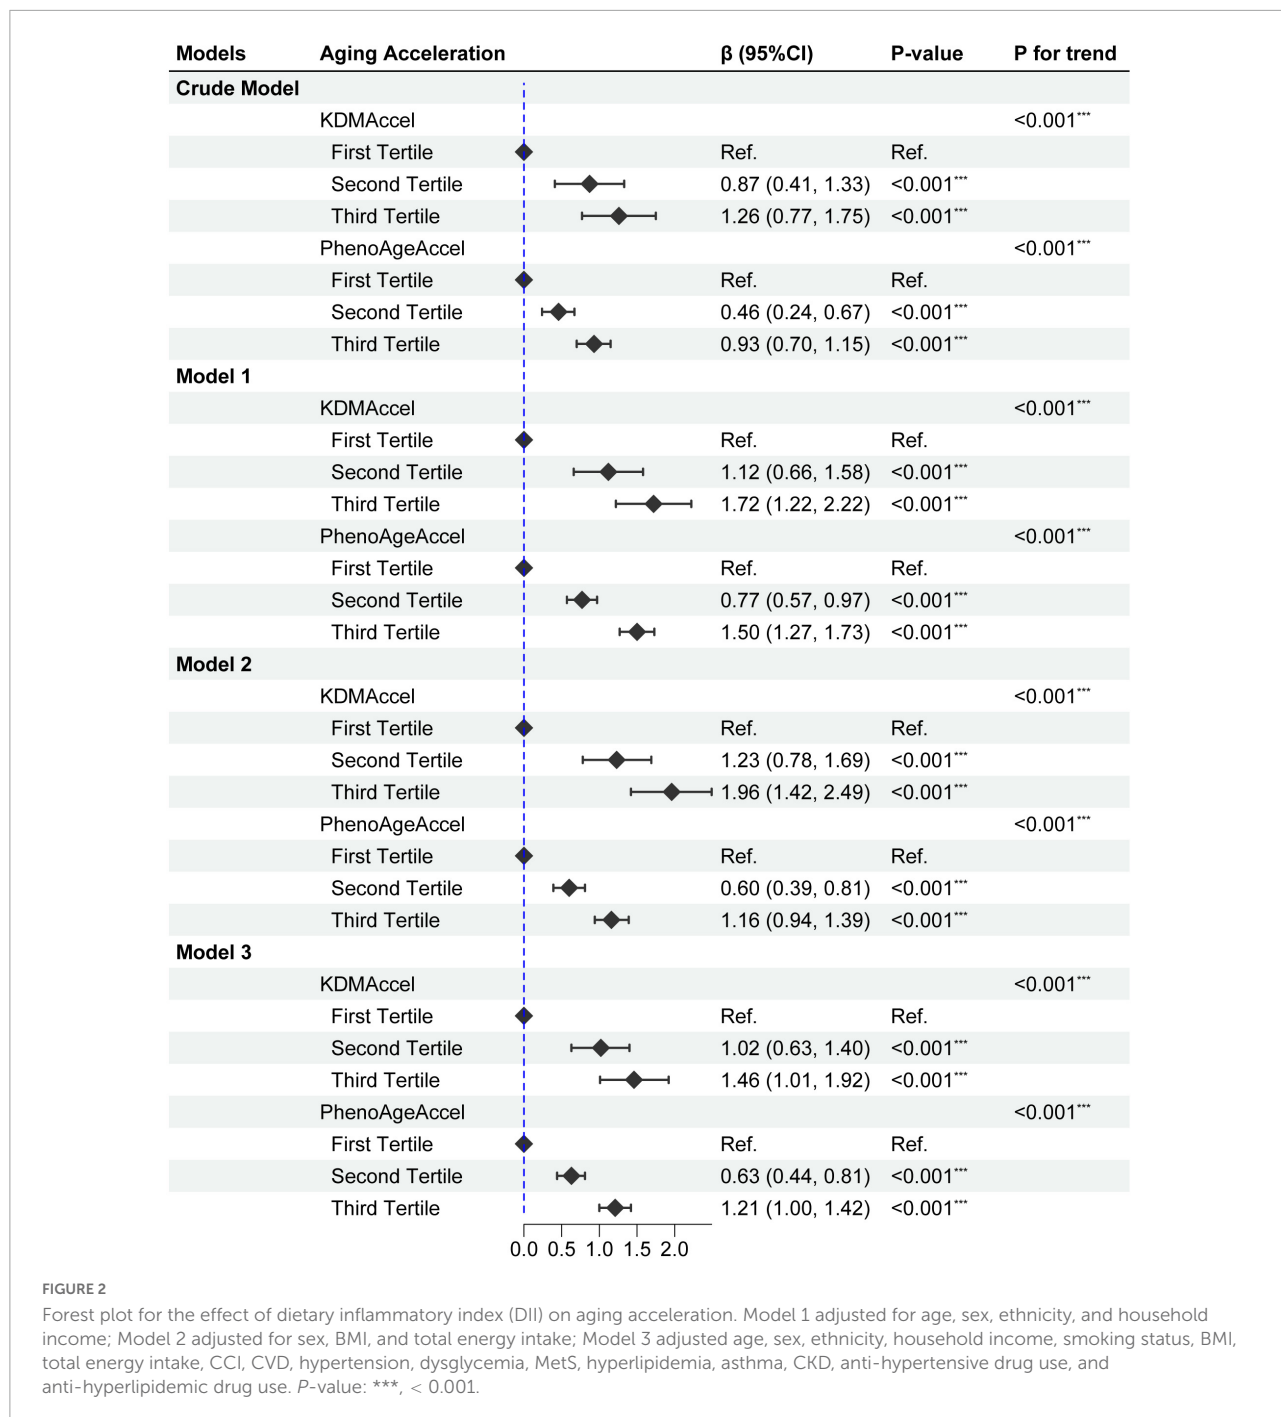 Models Aging Acceleration β (95%CI) P-value P for trend
Crude Model
KDMAccel <0.001***
First Tertile Ref. Ref.
Second Tertile 0.87 (0.41, 1.33) <0.001***
Third Tertile 1.26 (0.77, 1.75) <0.001***
PhenoAgeAccel <0.001***
First Tertile Ref. Ref.
Second Tertile 0.46 (0.24, 0.67) <0.001***
Third Tertile 0.93 (0.70, 1.15) <0.001***
Model 1
KDMAccel <0.001***
First Tertile Ref. Ref.
Second Tertile 1.12 (0.66, 1.58) <0.001***
Third Tertile 1.72 (1.22, 2.22) <0.001***
PhenoAgeAccel <0.001***
First Tertile Ref. Ref.
Second Tertile 0.77 (0.57, 0.97) <0.001***
Third Tertile 1.50 (1.27, 1.73) <0.001***
Model 2
KDMAccel <0.001***
First Tertile Ref. Ref.
Second Tertile 1.23 (0.78, 1.69) <0.001***
Third Tertile 1.96 (1.42, 2.49) <0.001***
PhenoAgeAccel <0.001***
First Tertile Ref. Ref.
Second Tertile 0.60 (0.39, 0.81) <0.001***
Third Tertile 1.16 (0.94, 1.39) <0.001***
Model 3
KDMAccel <0.001***
First Tertile Ref. Ref.
Second Tertile 1.02 (0.63, 1.40) <0.001***
Third Tertile 1.46 (1.01, 1.92) <0.001***
PhenoAgeAccel <0.001***
First Tertile Ref. Ref.
Second Tertile 0.63 (0.44, 0.81) <0.001***
Third Tertile 1.21 (1.00, 1.42) <0.001***
0.0 0.5 1.0 1.5 2.0
FIGURE 2
Forest plot for the effect of dietary inflammatory index (DII) on aging acceleration. Model 1 adjusted for age, sex, ethnicity, and household
income; Model 2 adjusted for sex, BMI, and total energy intake; Model 3 adjusted age, sex, ethnicity, household income, smoking status, BMI,
total energy intake, CCI, CVD, hypertension, dysglycemia, MetS, hyperlipidemia, asthma, CKD, anti-hypertensive drug use, and
anti-hyperlipidemic drug use. P-value: ***, < 0.001.